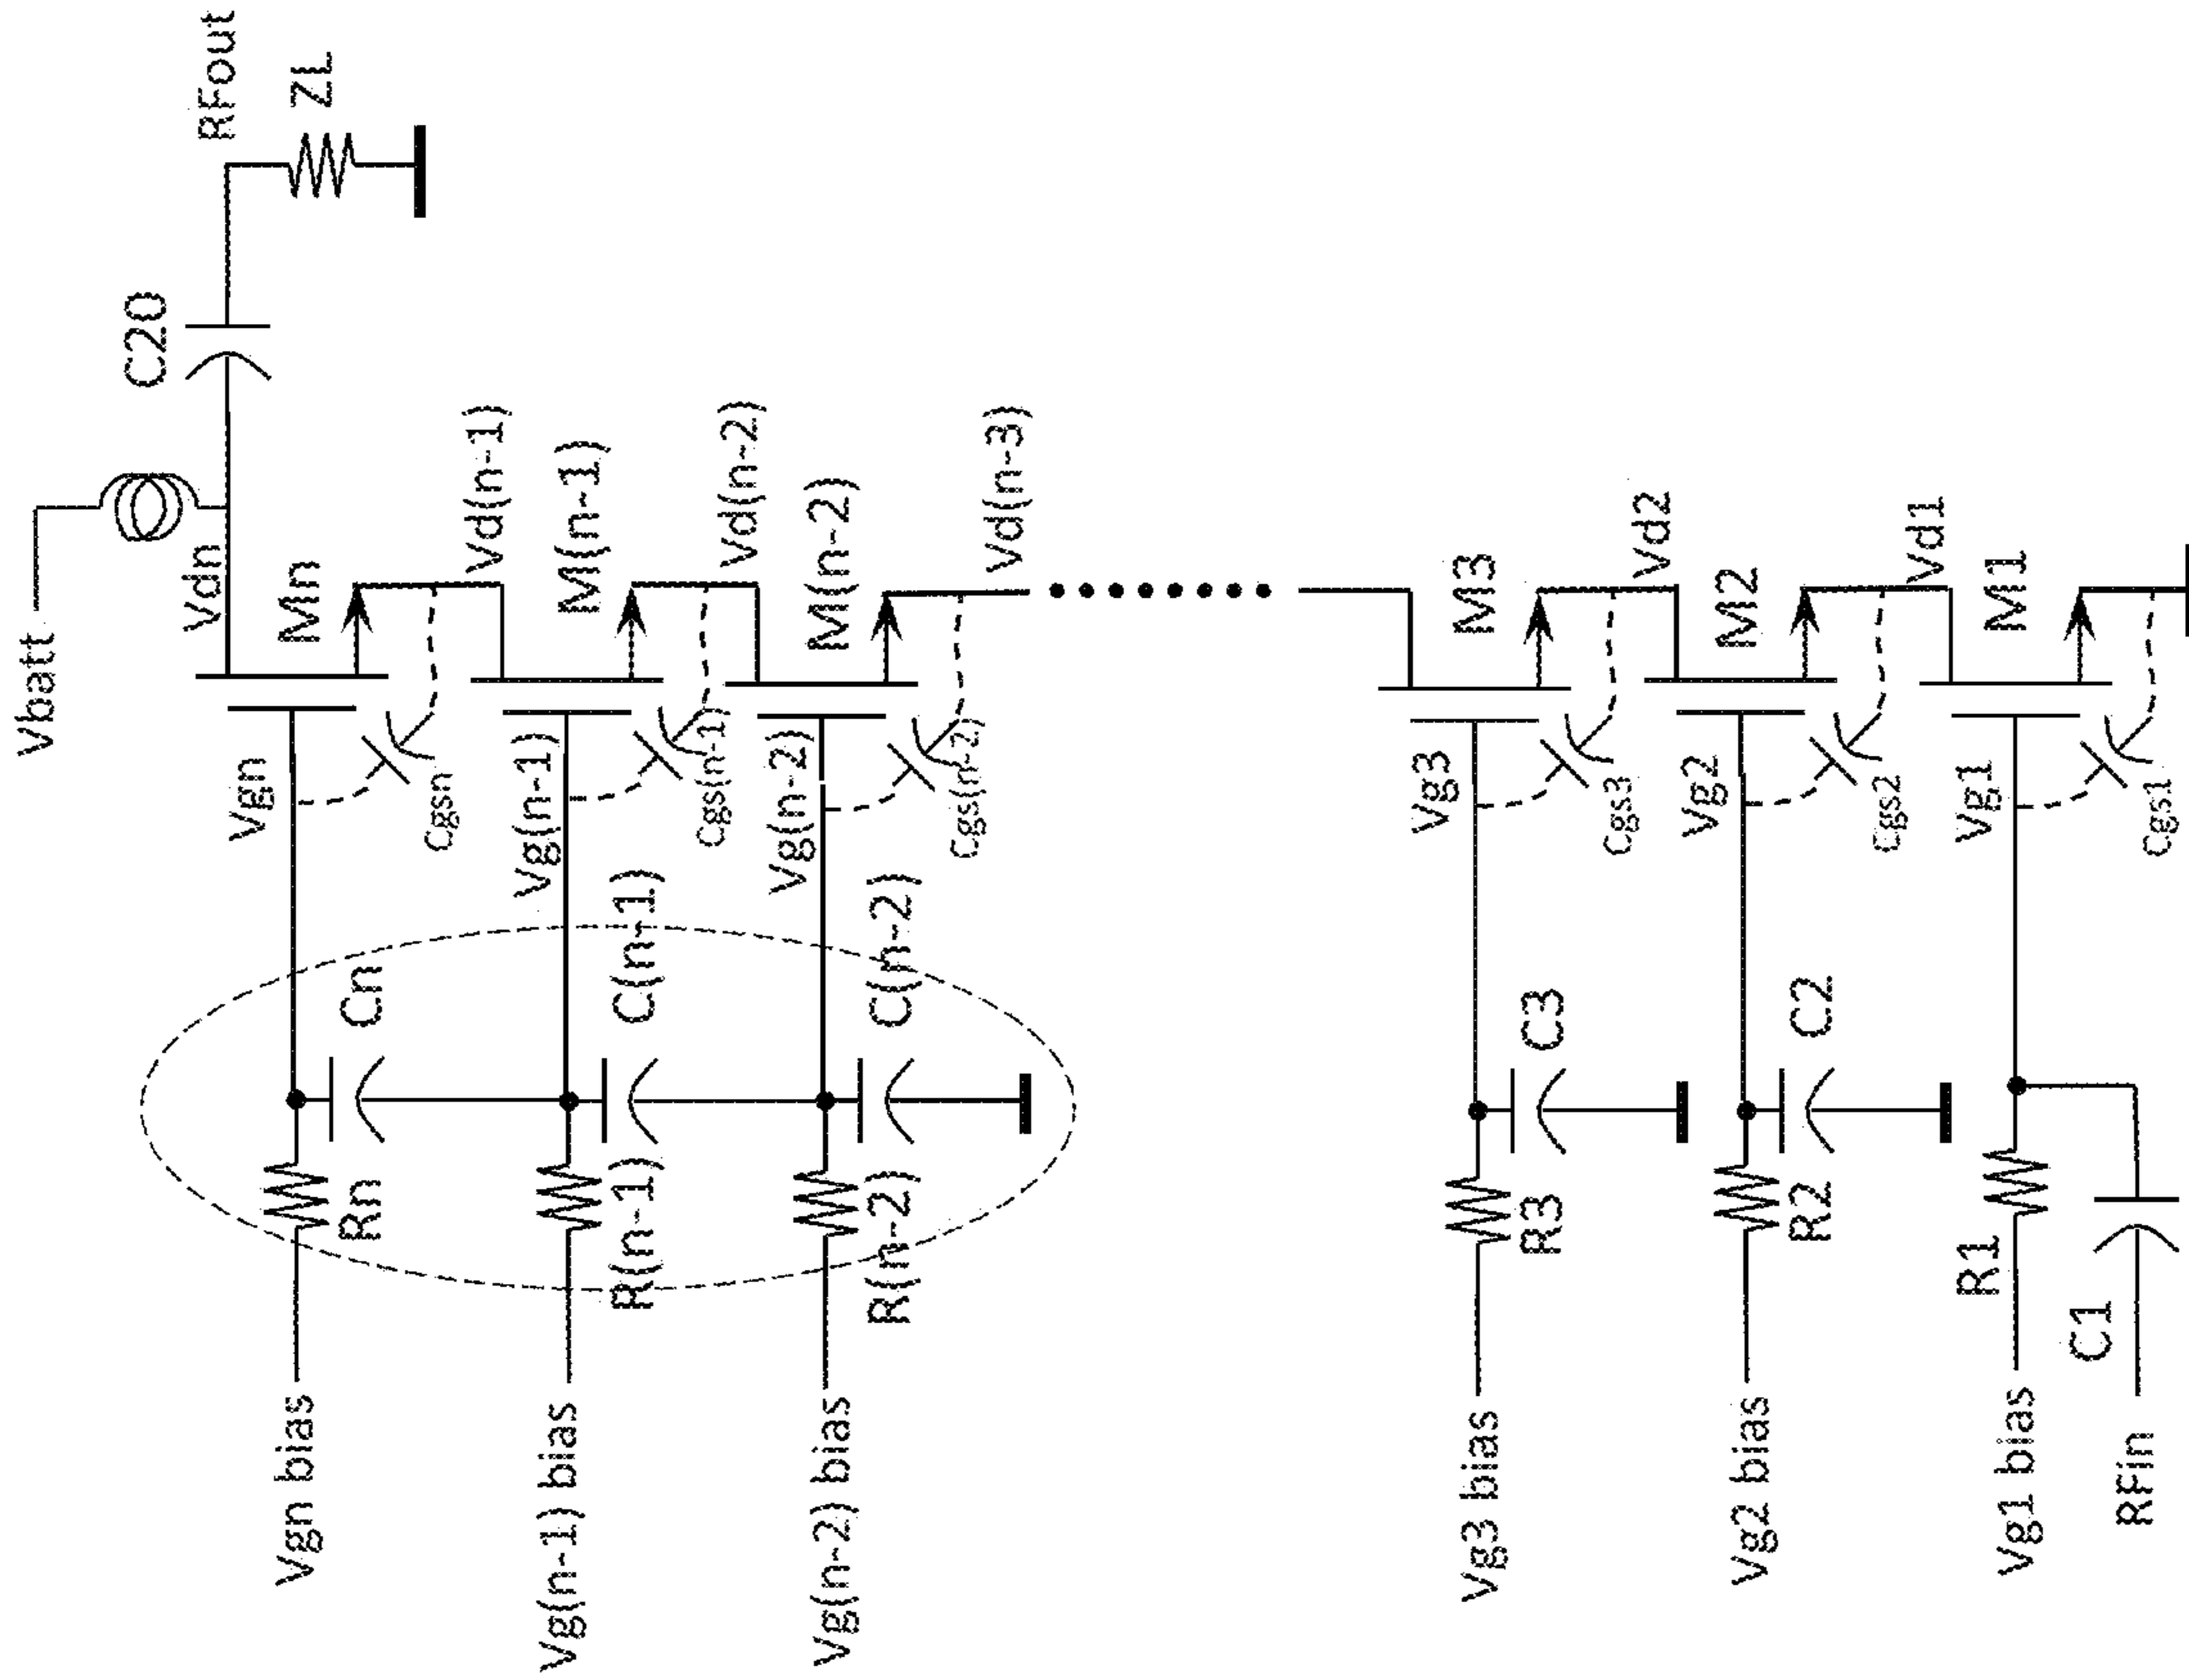 Vbatt
RFout
C20
ZL
Vdn
Mn
Vgn
Cgsn
Vd(n-1)
Vgn bias
Rn
Cn
M(n-1)
Vg(n-1)
Cgs(n-1)
Vd(n-2)
Vg(n-1) bias
R(n-1)
C(n-1)
M(n-2)
Vg(n-2)
Cgs(n-2)
Vd(n-3)
Vg(n-2) bias
R(n-2)
C(n-2)
M3
Vg3
Cgs3
Vd2
Vg3 bias
R3
C3
M2
Vg2
Cgs2
Vd1
Vg2 bias
R2
C2
M1
Vg1
Cgs1
Vg1 bias
R1
C1
RFin